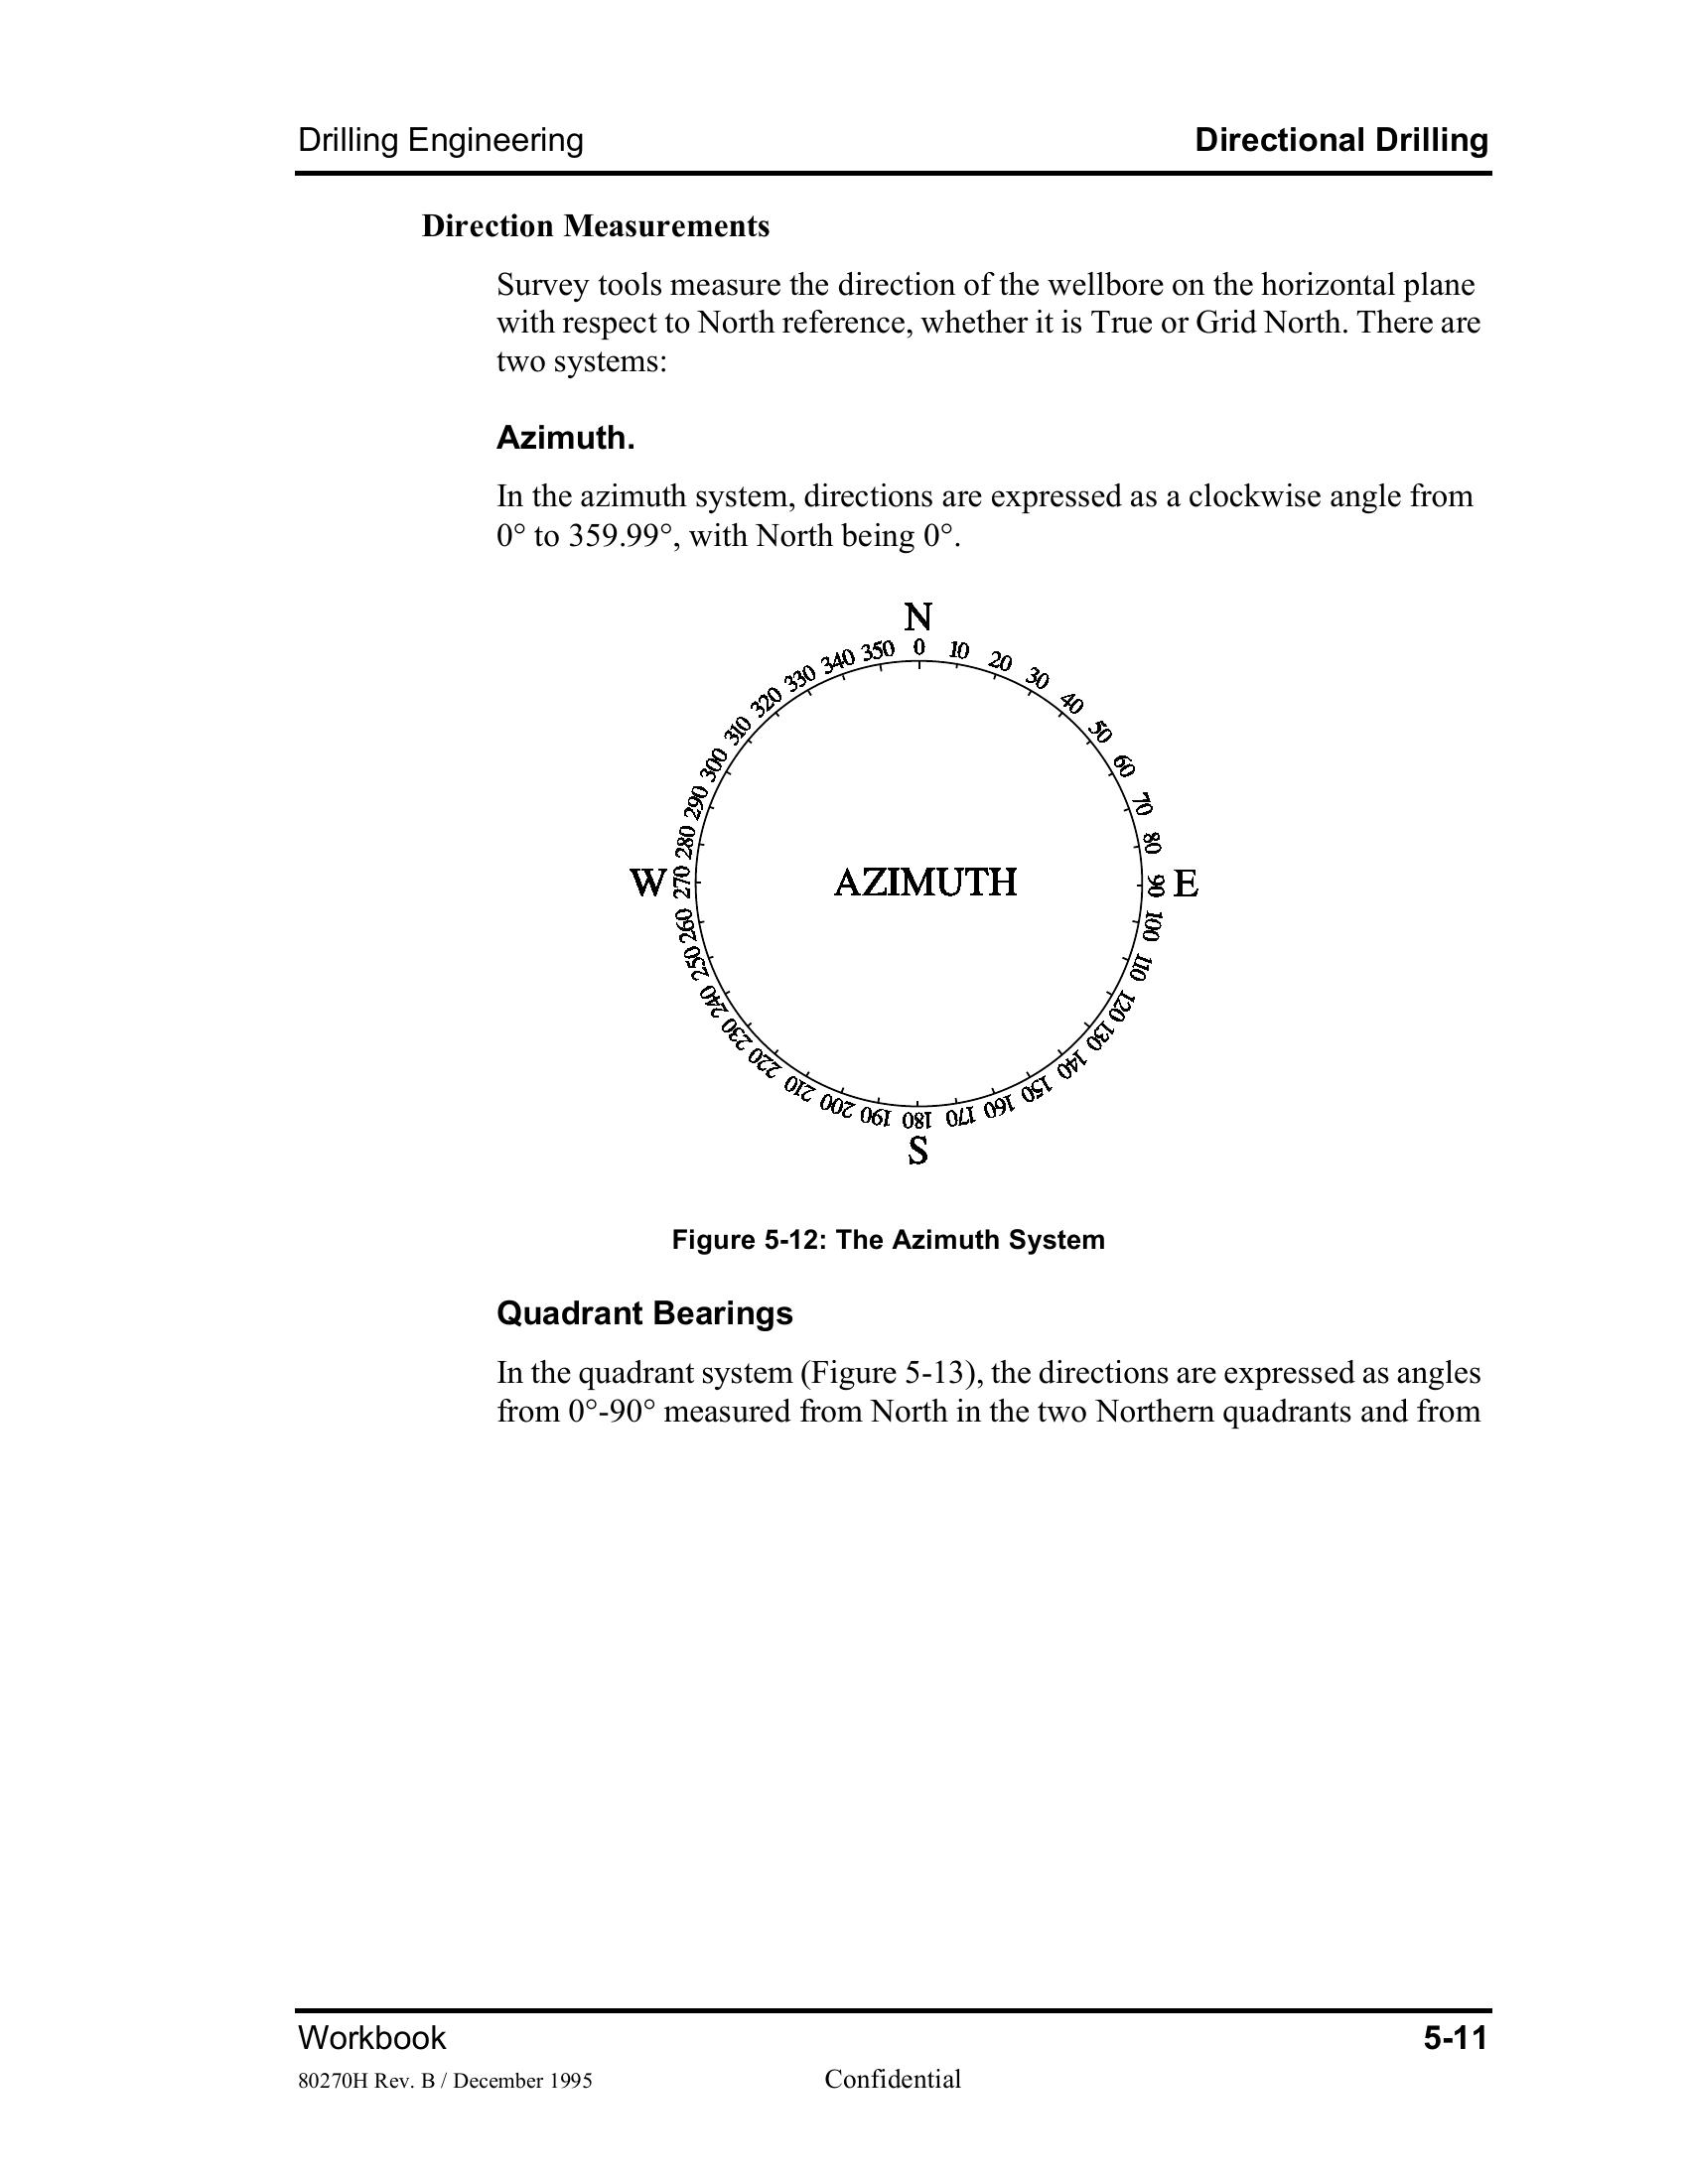 Drilling Engineering Directional Drilling
Direction Measurements
Survey tools measure the direction of the wellbore on the horizontal plane
with respect to North reference, whether it is True or Grid North. There are
two systems:
Azimuth.
In the azimuth system, directions are expressed as a clockwise angle from
0° to 359.99°, with North being 0°.
N
0 10 20 30 40 50 60 70 80 90 100 110 120 130 140 150 160 170 180 190 200 210 220 230 240 250 260 270 280 290 300 310 320 330 340 350
W AZIMUTH E
S
Figure 5-12: The Azimuth System
Quadrant Bearings
In the quadrant system (Figure 5-13), the directions are expressed as angles
from 0°-90° measured from North in the two Northern quadrants and from
Workbook 5-11
80270H Rev. B / December 1995 Confidential